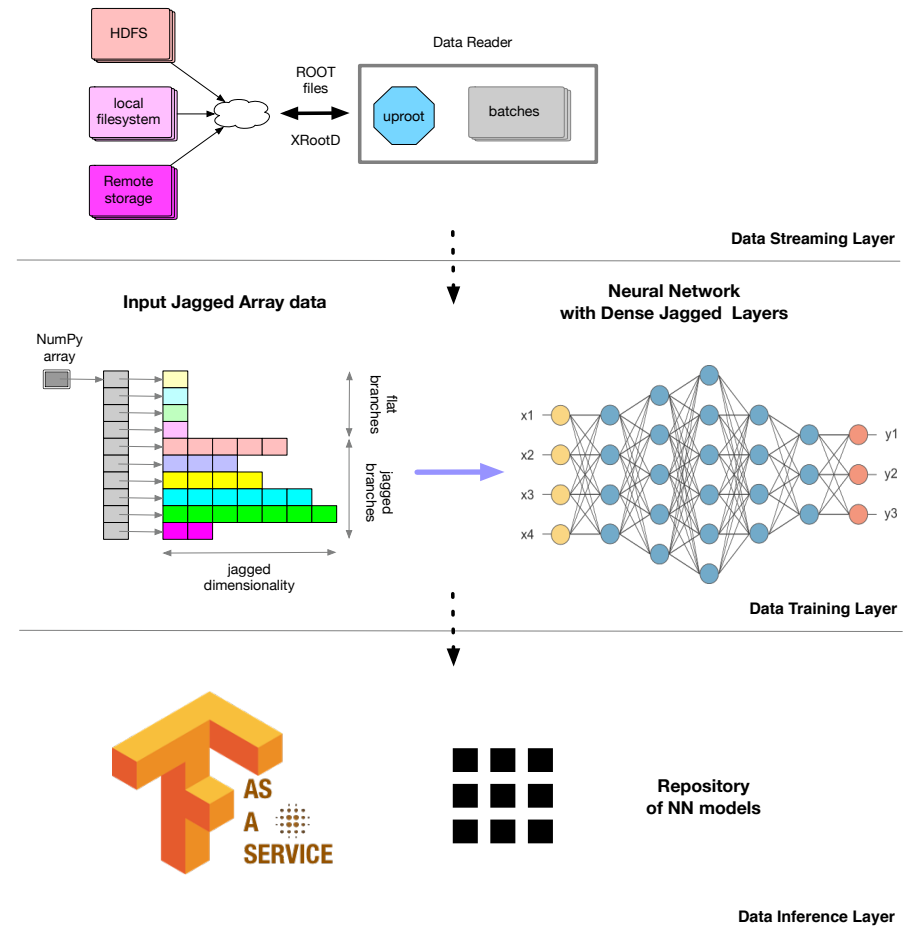 HDFS
local
filesystem
Remote
storage
ROOT
files
XRootD
Data Reader
uproot
batches
Data Streaming Layer
Input Jagged Array data
Neural Network
with Dense Jagged Layers
NumPy
array
flat
branches
jagged
branches
jagged
dimensionality
x1
x2
x3
x4
y1
y2
y3
Data Training Layer
AS
A
SERVICE
Repository
of NN models
Data Inference Layer